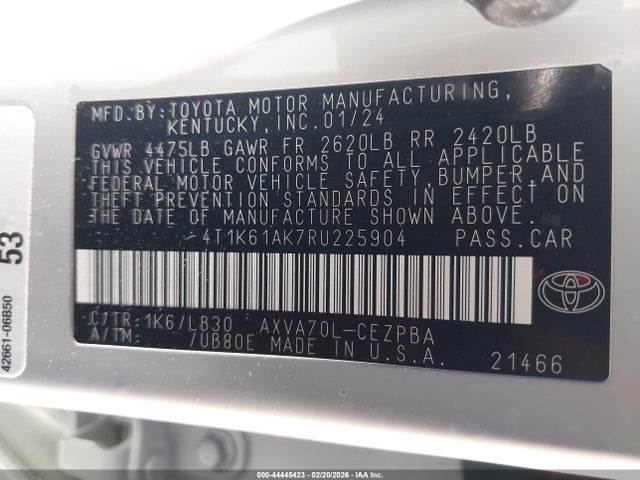 MFD.BY:TOYOTA MOTOR MANUFACTURING,
KENTUCKY,INC.01/24
GVWR 4475LB GAWR FR 2620LB RR 2420LB
THIS VEHICLE CONFORMS TO ALL APPLICABLE
FEDERAL MOTOR VEHICLE SAFETY,BUMPER,AND
THEFT PREVENTION STANDARDS IN EFFECT ON
THE DATE OF MANUFACTURE SHOWN ABOVE.
4T1K61AK7RU225904 PASS.CAR
C/TR:1K6/LB30 AXVA70L-CEZPBA
A/TM: /UB80E MADE IN U.S.A.
21466
TOYOTA
53
42661-06B50
000-44445423 | 02/20/2026 - IAA Inc.